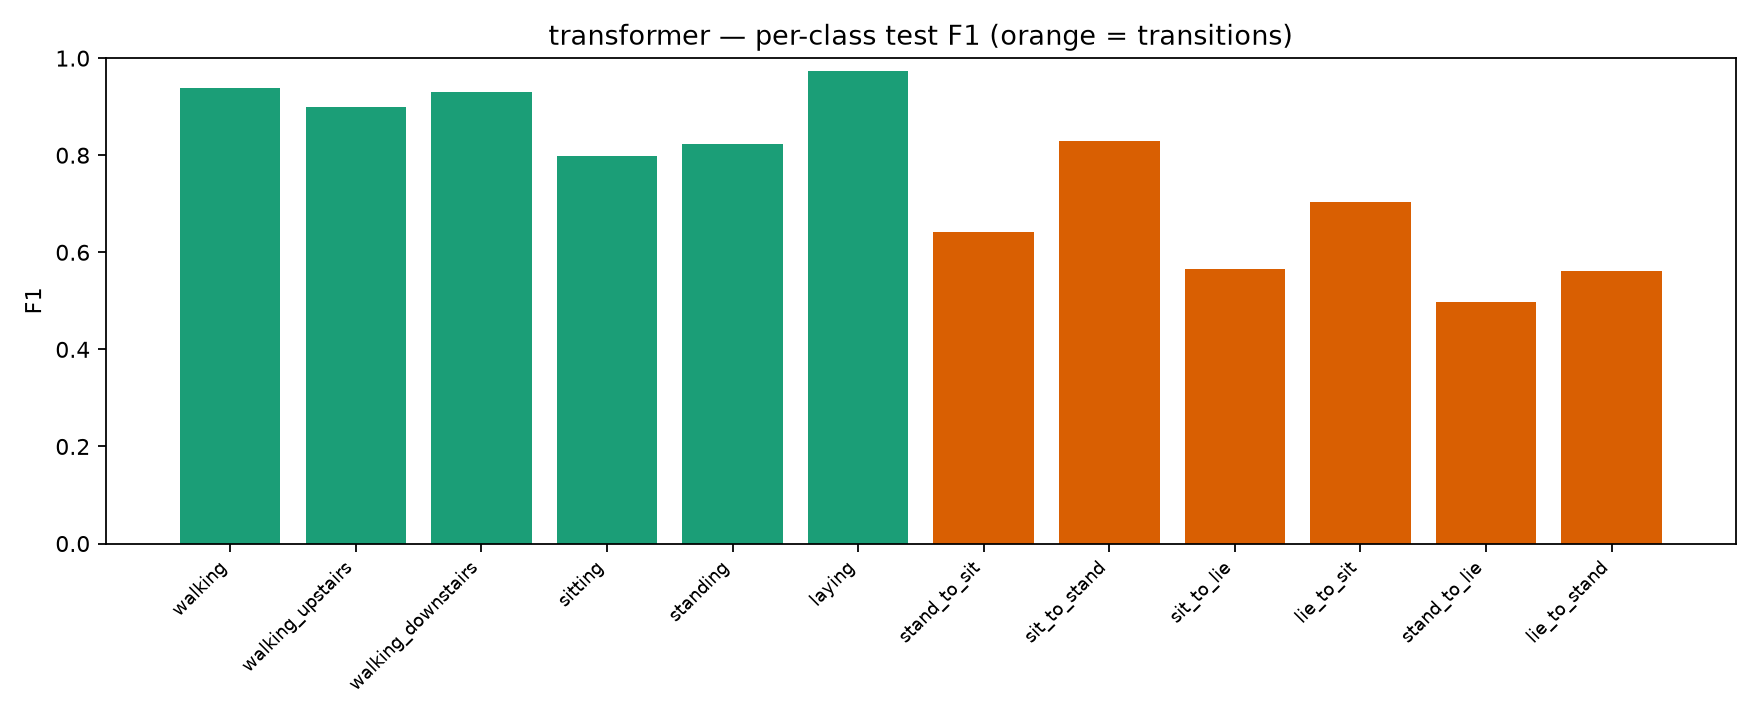 transformer — per-class test F1 (orange = transitions)
1.0
0.8
0.6
0.4
0.2
0.0
F1
walking
walking_upstairs
walking_downstairs
sitting
standing
laying
stand_to_sit
sit_to_stand
sit_to_lie
lie_to_sit
stand_to_lie
lie_to_stand